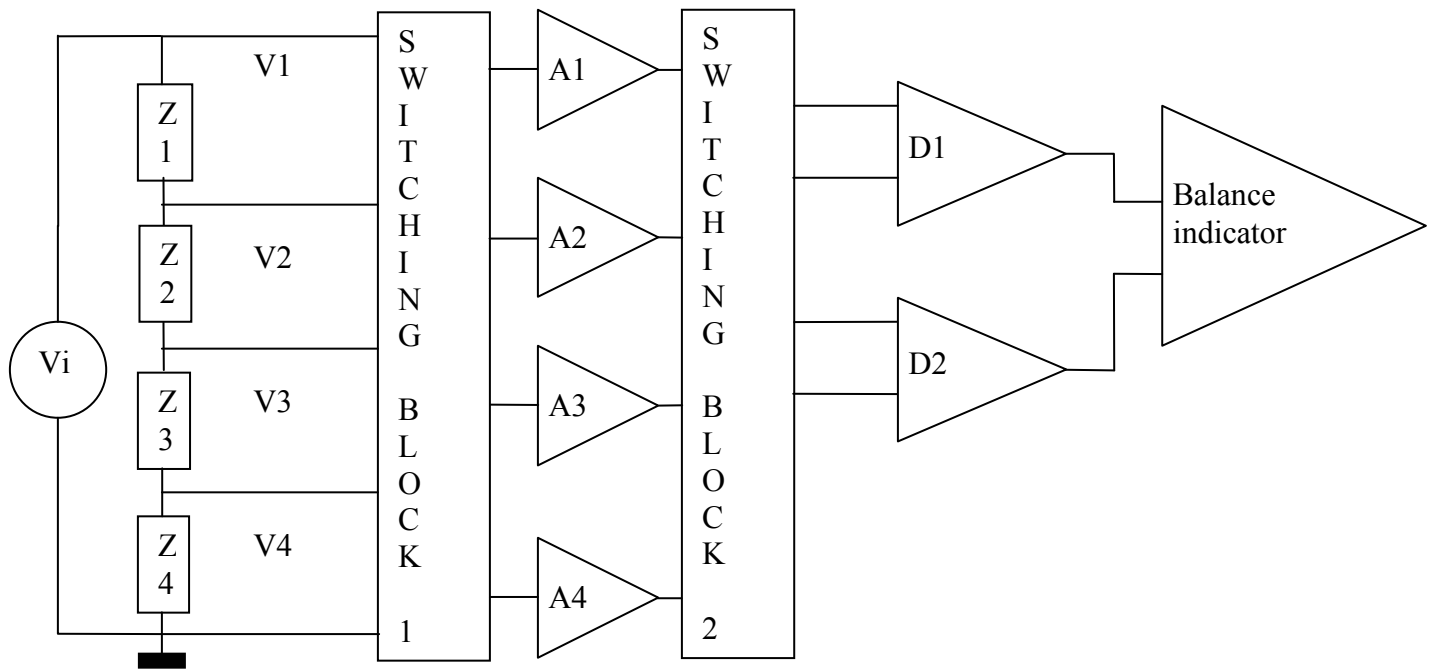 Vi
Z
1
Z
2
Z
3
Z
4
V1
V2
V3
V4
S
W
I
T
C
H
I
N
G
B
L
O
C
K
1
A1
A2
A3
A4
S
W
I
T
C
H
I
N
G
B
L
O
C
K
2
D1
D2
Balance
indicator